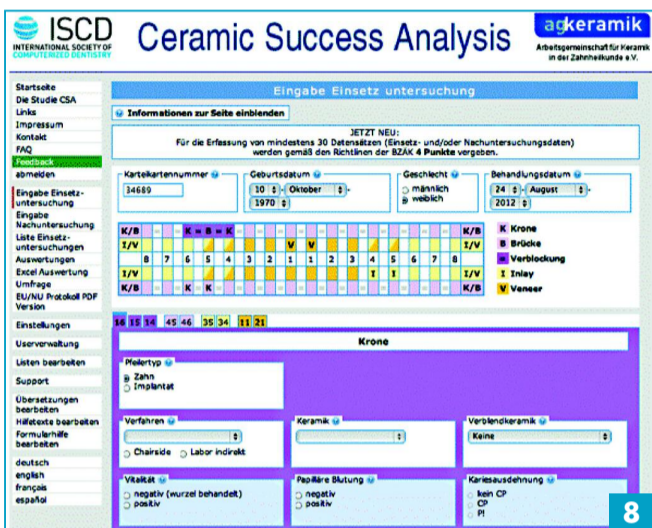 ISCD
INTERNATIONAL SOCIETY OF
COMPUTERIZED DENTISTRY
Ceramic Success Analysis
agkeramik
Arbeitsgemeinschaft für Keramik
in der Zahnheilkunde e.V.
Startseite
Die Studie CSA
Links
Impressum
Kontakt
FAQ
Feedback
abmelden
Eingabe Einsetz-
untersuchung
Eingabe
Nachuntersuchung
Liste Einsetz-
untersuchungen
Auswertungen
Excel Auswertung
Umfrage
EU/NU Protokoll PDF
Version
Einstellungen
Userverwaltung
Listen bearbeiten
Support
Übersetzungen
bearbeiten
Hilfetexte bearbeiten
Formularhilfe
bearbeiten
deutsch
english
français
español
Eingabe Einsetz untersuchung
Informationen zur Seite einblenden
JETZT NEU:
Für die Erfassung von mindestens 30 Datensätzen (Einsetz- und/oder Nachuntersuchungsdaten)
werden gemäß den Richtlinen der BZÄK 4 Punkte vergeben.
Karteikartennummer
34689
Geburtsdatum
10 - Oktober -
1970
Geschlecht
männlich
weiblich
Behandlungsdatum
24 - August -
2012
K/B K = B = K K/B
I/V V V I/V
8 7 6 5 4 3 2 1 1 2 3 4 5 6 7 8
I/V I I I/V
K/B K = K K/B
K Krone
B Brücke
= Verblockung
I Inlay
V Veneer
16 15 14 45 46 35 34 11 21
Krone
Pfeilertyp
Zahn
Implantat
Verfahren
Chairside Labor indirekt
Keramik
Verblendkeramik
Keine
Vitalität
negativ (wurzel behandelt)
positiv
Papilläre Blutung
negativ
positiv
Kariesausdehnung
kein CP
CP
P!
8